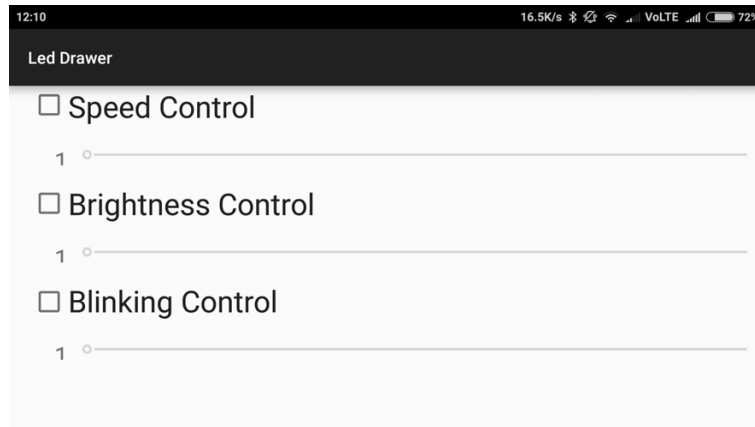 12:10 16.5K/s VoLTE 72%
Led Drawer
Speed Control
1
Brightness Control
1
Blinking Control
1